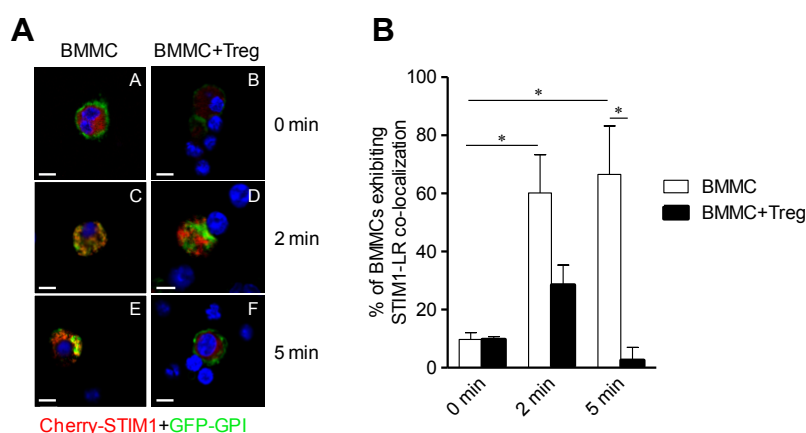 A
BMMC
BMMC+Treg
A
B
0 min
C
D
2 min
E
F
5 min
Cherry-STIM1+GFP-GPI
B
% of BMMCs exhibiting
STIM1-LR co-localization
100
80
60
40
20
0
*
*
*
0 min
2 min
5 min
BMMC
BMMC+Treg